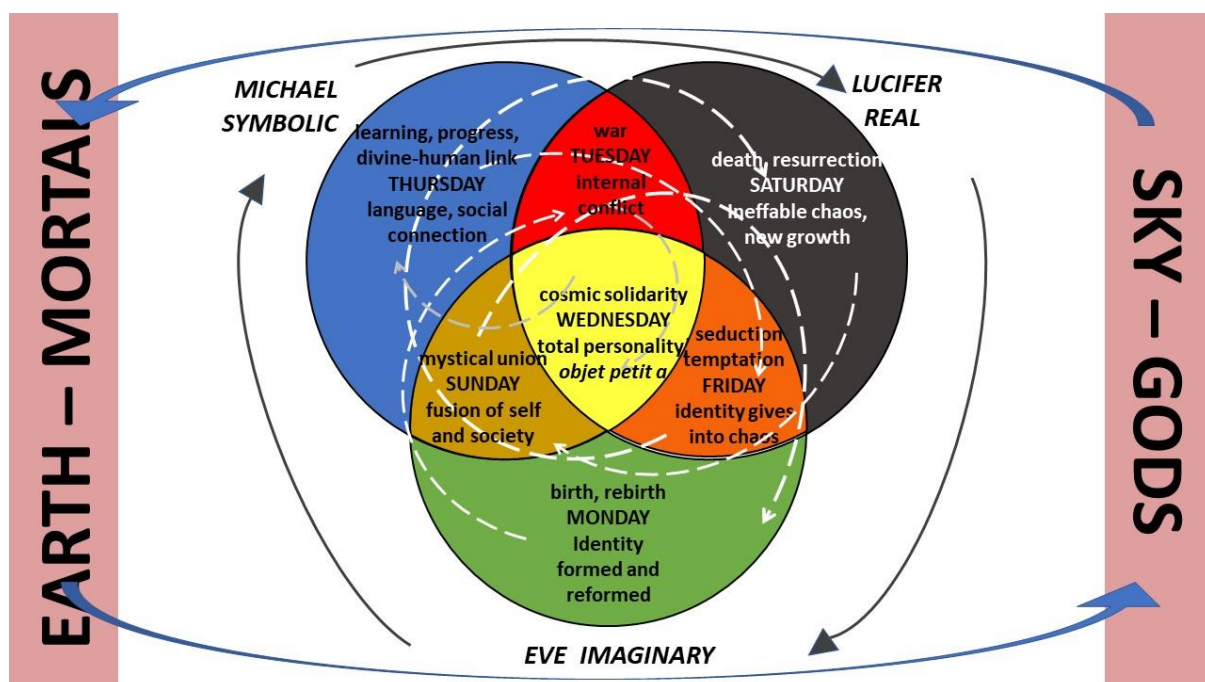 EARTH – MORTALS
MICHAEL
SYMBOLIC
LUCIFER
REAL
SKY – GODS
learning, progress,
divine-human link
THURSDAY
language, social
connection
war
TUESDAY
internal
conflict
death, resurrection
SATURDAY
Ineffable chaos,
new growth
cosmic solidarity
WEDNESDAY
total personality,
objet petit a
mystical union
SUNDAY
fusion of self
and society
seduction
temptation
FRIDAY
identity gives
into chaos
birth, rebirth
MONDAY
Identity
formed and
reformed
EVE IMAGINARY